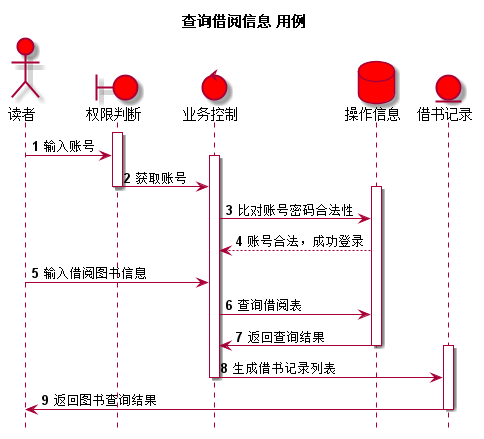 查询借阅信息 用例
读者 权限判断 业务控制 操作信息 借书记录
1 输入账号
2 获取账号
3 比对账号密码合法性
4 账号合法，成功登录
5 输入借阅图书信息
6 查询借阅表
7 返回查询结果
8 生成借书记录列表
9 返回图书查询结果